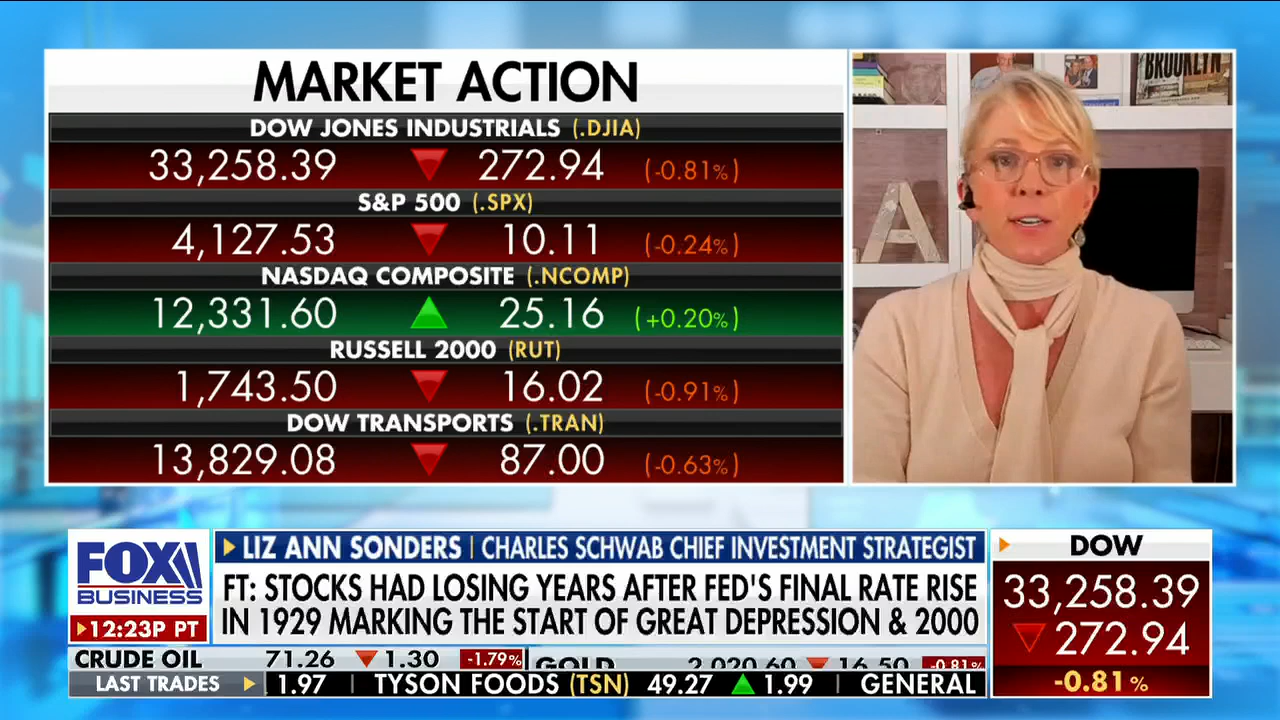 MARKET ACTION
DOW JONES INDUSTRIALS (.DJIA)
33,258.39 272.94 (-0.81%)
S&P 500 (.SPX)
4,127.53 10.11 (-0.24%)
NASDAQ COMPOSITE (.NCOMP)
12,331.60 25.16 (+0.20%)
RUSSELL 2000 (RUT)
1,743.50 16.02 (-0.91%)
DOW TRANSPORTS (.TRAN)
13,829.08 87.00 (-0.63%)
BROOKLYN
A
FOX
BUSINESS
12:23P PT
LIZ ANN SONDERS | CHARLES SCHWAB CHIEF INVESTMENT STRATEGIST
FT: STOCKS HAD LOSING YEARS AFTER FED'S FINAL RATE RISE
IN 1929 MARKING THE START OF GREAT DEPRESSION & 2000
DOW
33,258.39
272.94
-0.81%
CRUDE OIL 71.26 1.30 -1.79% GOLD 2,020.60 16.50 -0.81%
LAST TRADES 1.97 | TYSON FOODS (TSN) 49.27 1.99 | GENERAL